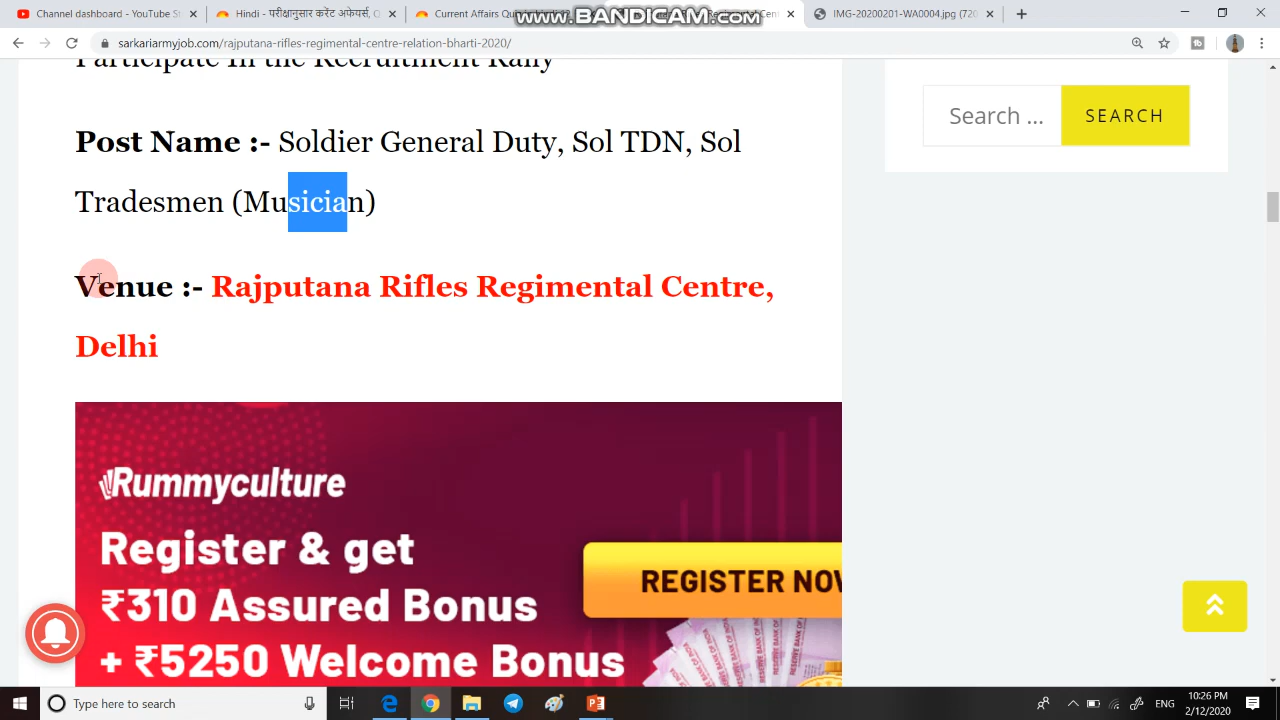 Channel dashboard - YouTube St
Hindi - परीक्षानुसार करेंट अफेयर्स, Q
Current Affairs Qu
www.BANDICAM.com
Regimental Cen
IMG-20200201-WA0004.jpg (720
sarkariarmyjob.com/rajputana-rifles-regimental-centre-relation-bharti-2020/
Participate In the Recruitment Rally
Post Name :- Soldier General Duty, Sol TDN, Sol
Tradesmen (Musician)
Venue :- Rajputana Rifles Regimental Centre,
Delhi
Search ...
SEARCH
Rummyculture
Register & get
₹310 Assured Bonus
+ ₹5250 Welcome Bonus
REGISTER NOW
Type here to search
ENG
10:26 PM
2/12/2020